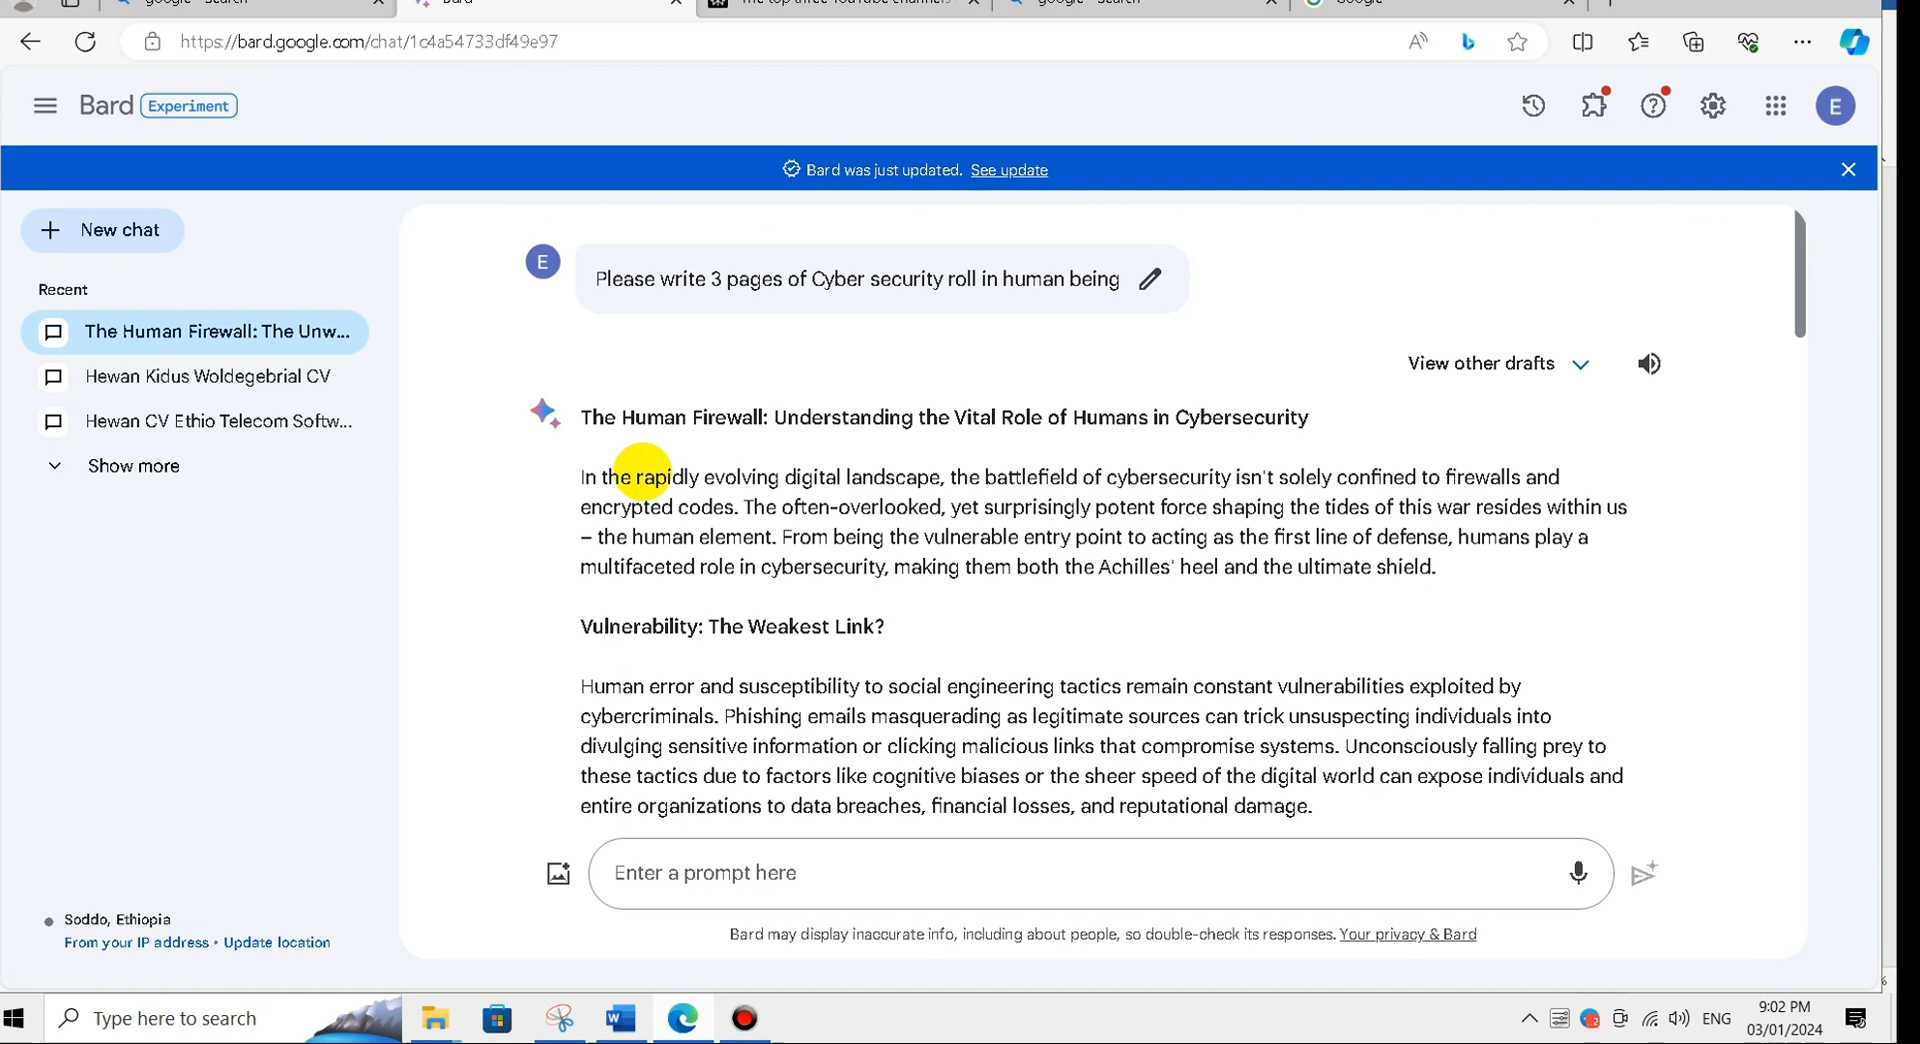 google - Search
Bard
The top three YouTube channels
google - Search
Google
https://bard.google.com/chat/1c4a54733df49e97
Bard Experiment
E
Bard was just updated. See update
New chat
Recent
The Human Firewall: The Unw...
Hewan Kidus Woldegebrial CV
Hewan CV Ethio Telecom Softw...
Show more
E
Please write 3 pages of Cyber security roll in human being
View other drafts
The Human Firewall: Understanding the Vital Role of Humans in Cybersecurity
In the rapidly evolving digital landscape, the battlefield of cybersecurity isn't solely confined to firewalls and
encrypted codes. The often-overlooked, yet surprisingly potent force shaping the tides of this war resides within us
– the human element. From being the vulnerable entry point to acting as the first line of defense, humans play a
multifaceted role in cybersecurity, making them both the Achilles' heel and the ultimate shield.
Vulnerability: The Weakest Link?
Human error and susceptibility to social engineering tactics remain constant vulnerabilities exploited by
cybercriminals. Phishing emails masquerading as legitimate sources can trick unsuspecting individuals into
divulging sensitive information or clicking malicious links that compromise systems. Unconsciously falling prey to
these tactics due to factors like cognitive biases or the sheer speed of the digital world can expose individuals and
entire organizations to data breaches, financial losses, and reputational damage.
Enter a prompt here
Bard may display inaccurate info, including about people, so double-check its responses. Your privacy & Bard
Soddo, Ethiopia
From your IP address • Update location
Type here to search
ENG
9:02 PM
03/01/2024